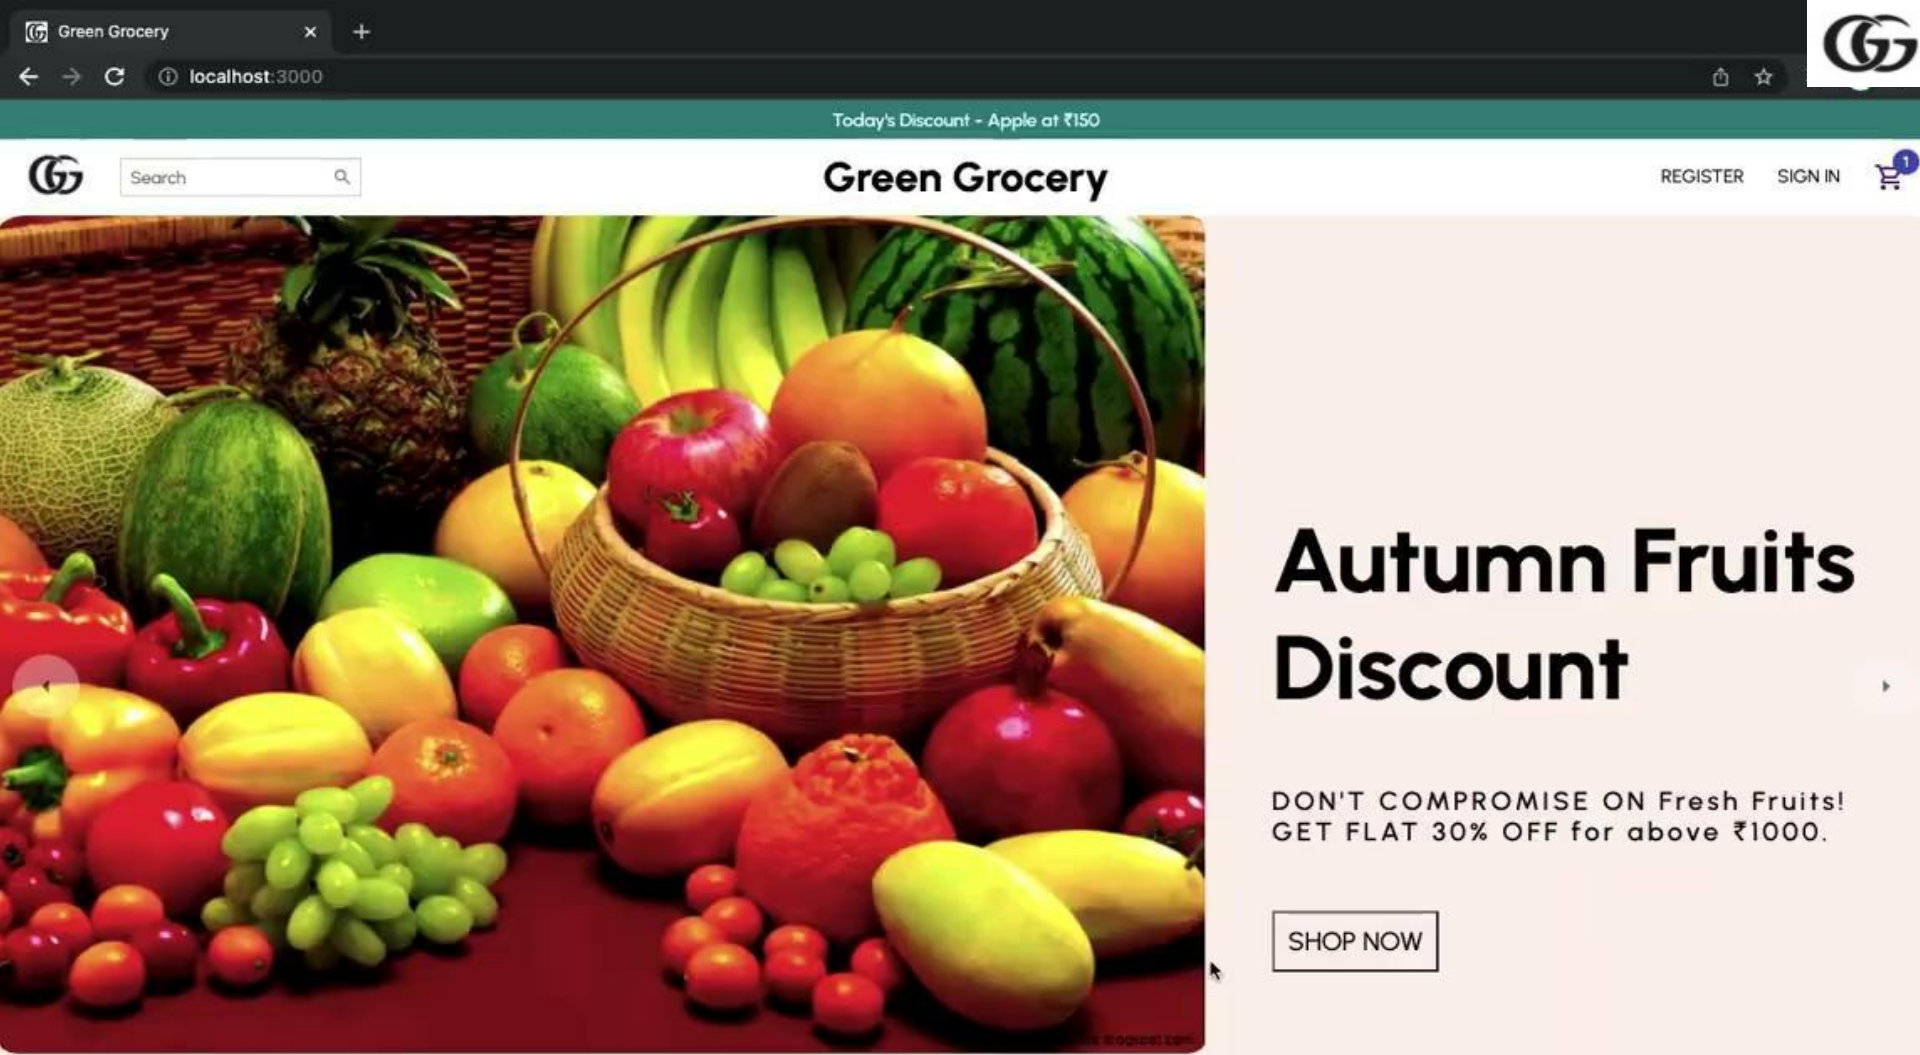 Green Grocery
localhost:3000
Today's Discount - Apple at ₹150
Search
Green Grocery
REGISTER
SIGN IN
1
Autumn Fruits
Discount
DON'T COMPROMISE ON Fresh Fruits!
GET FLAT 30% OFF for above ₹1000.
SHOP NOW